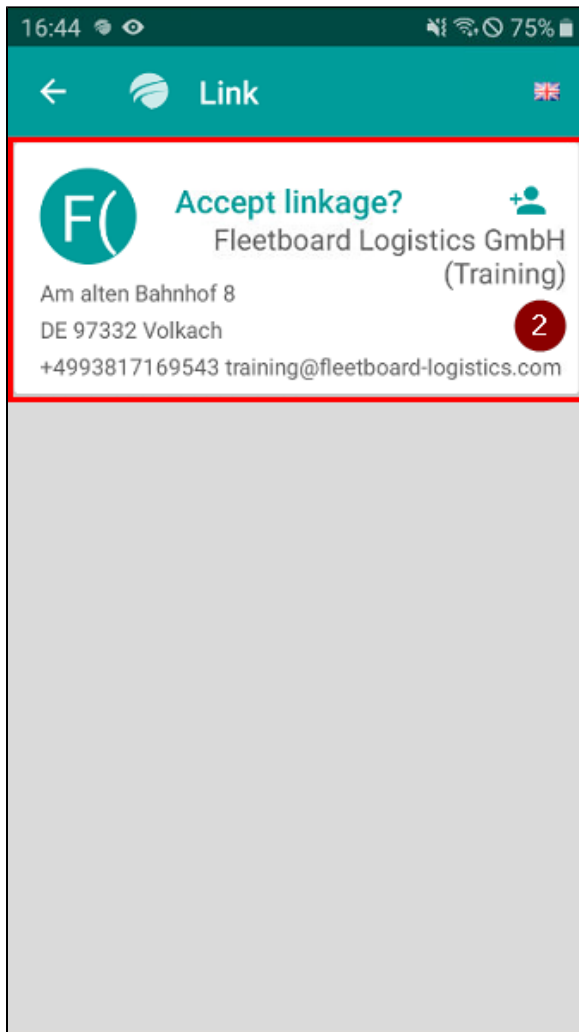 16:44 75%
Link
F(
Accept linkage?
Fleetboard Logistics GmbH
(Training)
Am alten Bahnhof 8
DE 97332 Volkach
2
+4993817169543 training@fleetboard-logistics.com